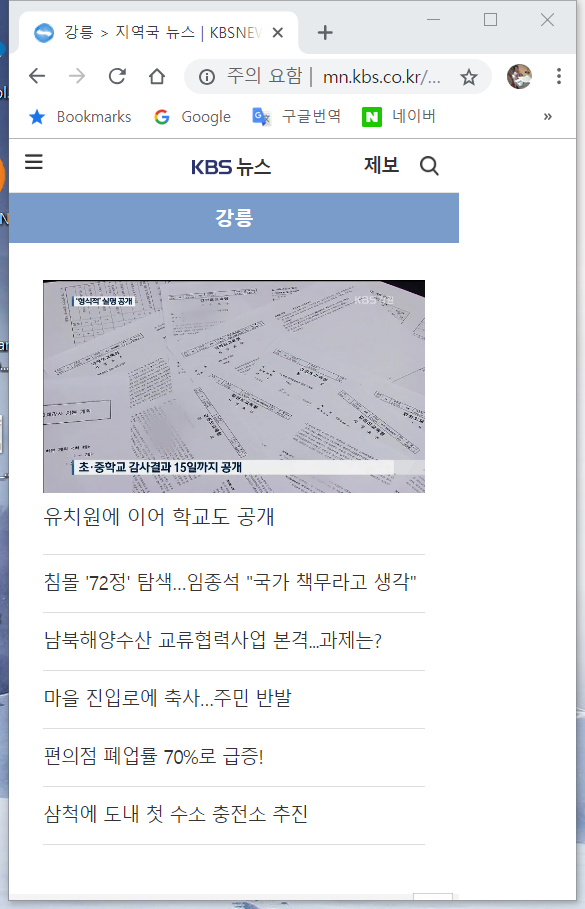 강릉 > 지역국 뉴스 | KBSNEW
주의 요함 | mn.kbs.co.kr/...
Bookmarks Google 구글번역 네이버 »
KBS 뉴스 제보
강릉
'형식적' 실명 공개
초·중학교 감사결과 15일까지 공개
유치원에 이어 학교도 공개
침몰 '72정' 탐색...임종석 "국가 책무라고 생각"
남북해양수산 교류협력사업 본격...과제는?
마을 진입로에 축사...주민 반발
편의점 폐업률 70%로 급증!
삼척에 도내 첫 수소 충전소 추진